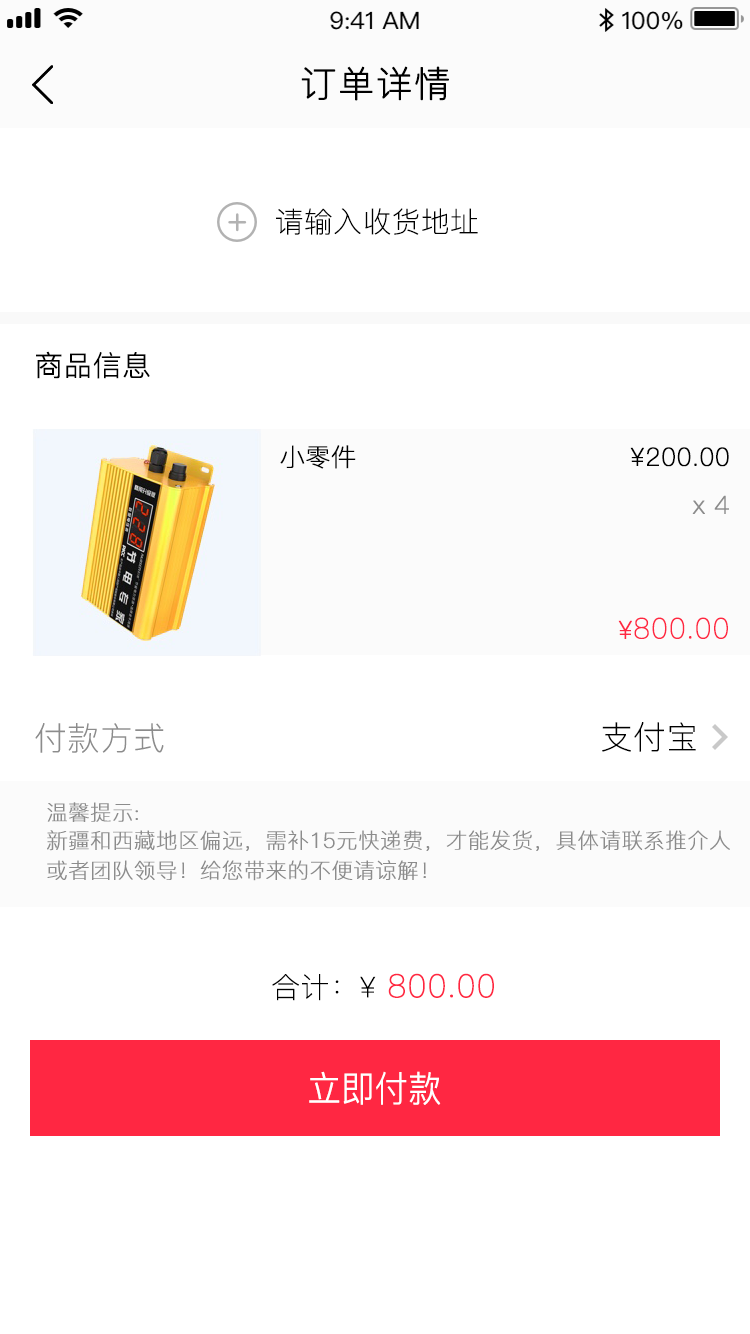 9:41 AM
100%
订单详情
请输入收货地址
商品信息
小零件
¥200.00
x 4
228
节电右
¥800.00
付款方式
支付宝
温馨提示:
新疆和西藏地区偏远，需补15元快递费，才能发货，具体请联系推介人
或者团队领导！给您带来的不便请谅解！
合计：¥ 800.00
立即付款